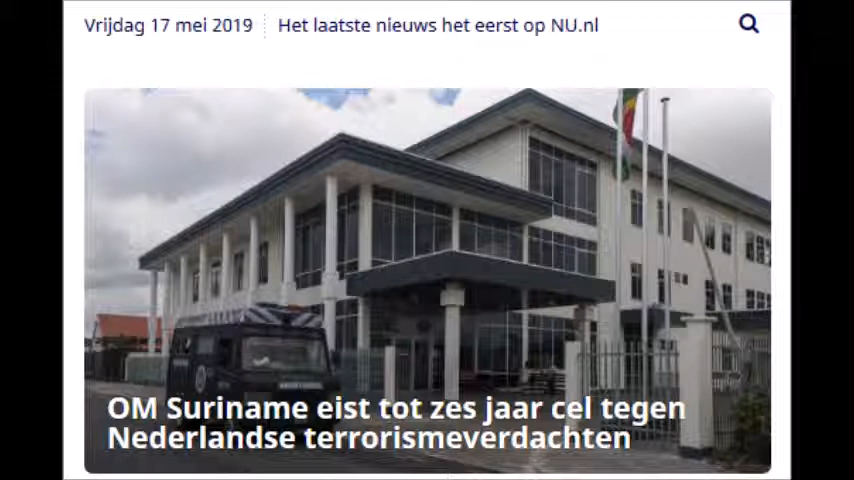 Vrijdag 17 mei 2019 Het laatste nieuws het eerst op NU.nl
OM Suriname eist tot zes jaar cel tegen
Nederlandse terrorismeverdachten